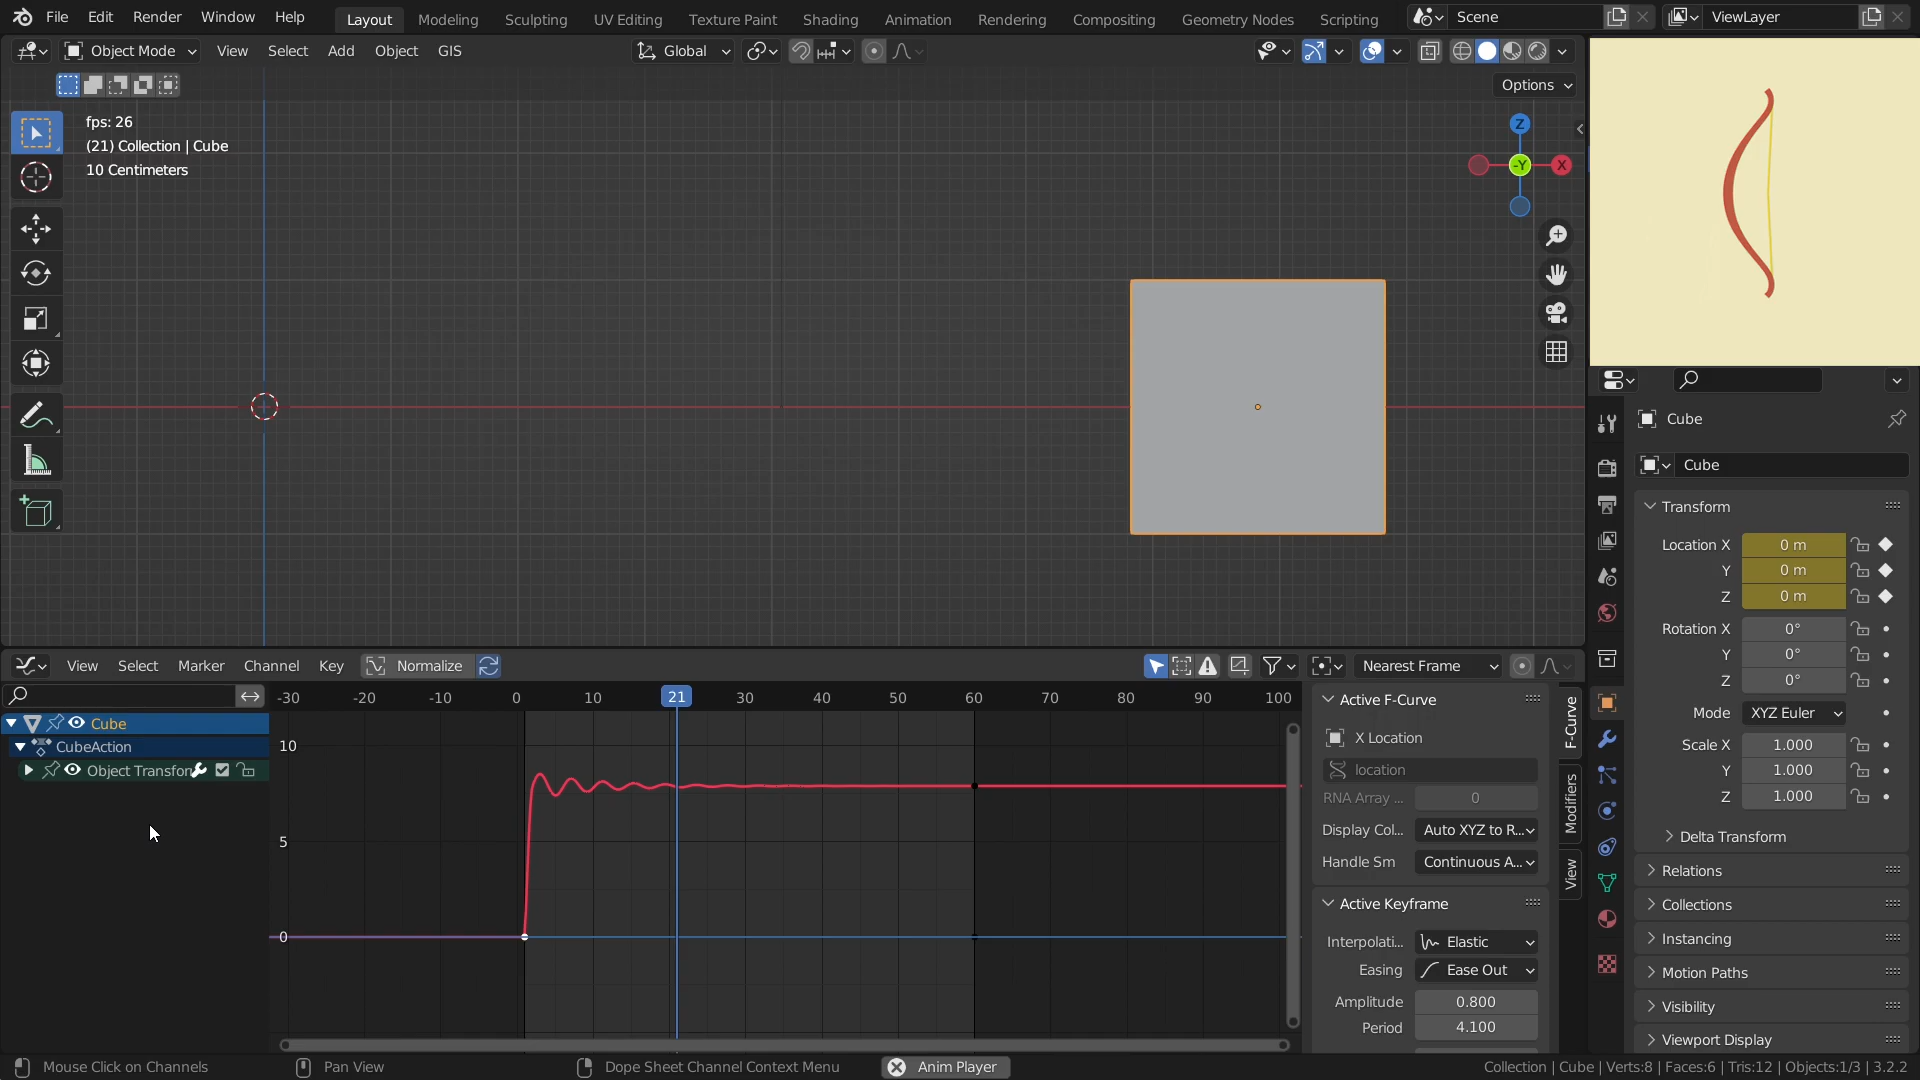 File Edit Render Window Help Layout Modeling Sculpting UV Editing Texture Paint Shading Animation Rendering Compositing Geometry Nodes Scripting Scene ViewLayer
Object Mode View Select Add Object GIS Global
Options
fps: 26
(21) Collection | Cube
10 Centimeters
Z
-Y X
Cube
Cube
Transform
Location X 0 m
Y 0 m
Z 0 m
Rotation X 0°
Y 0°
Z 0°
Mode XYZ Euler
Scale X 1.000
Y 1.000
Z 1.000
Delta Transform
Relations
Collections
Instancing
Motion Paths
Visibility
Viewport Display
View Select Marker Channel Key Normalize Nearest Frame
-30 -20 -10 0 10 21 30 40 50 60 70 80 90 100
Cube
CubeAction
Object Transfor
10
5
0
Active F-Curve
X Location
location
RNA Array ... 0
Display Col... Auto XYZ to R...
Handle Sm Continuous A...
Active Keyframe
Interpolati... Elastic
Easing Ease Out
Amplitude 0.800
Period 4.100
F-Curve
Modifiers
View
Mouse Click on Channels Pan View Dope Sheet Channel Context Menu Anim Player Collection | Cube | Verts:8 | Faces:6 | Tris:12 | Objects:1/3 | 3.2.2